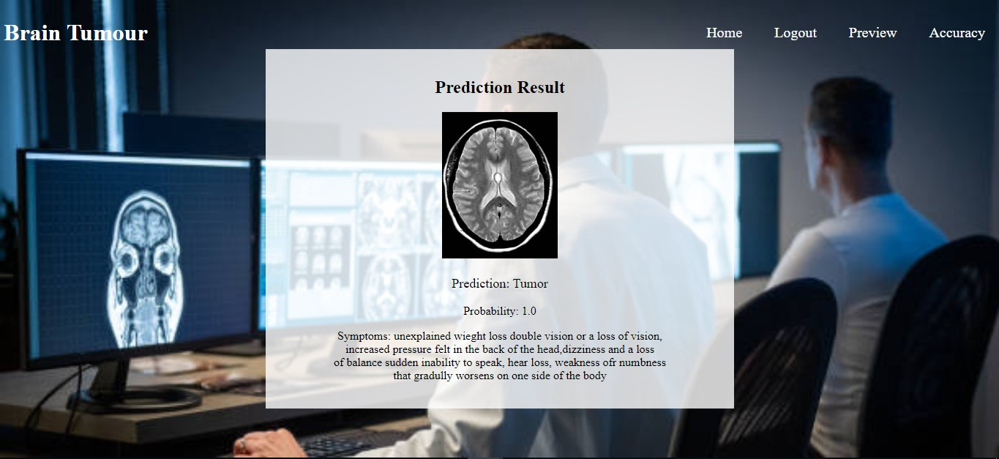 Brain Tumour
Home Logout Preview Accuracy
Prediction Result
Prediction: Tumor
Probability: 1.0
Symptoms: unexplained wieght loss double vision or a loss of vision,
increased pressure felt in the back of the head,dizziness and a loss
of balance sudden inability to speak, hear loss, weakness ofr numbness
that gradully worsens on one side of the body